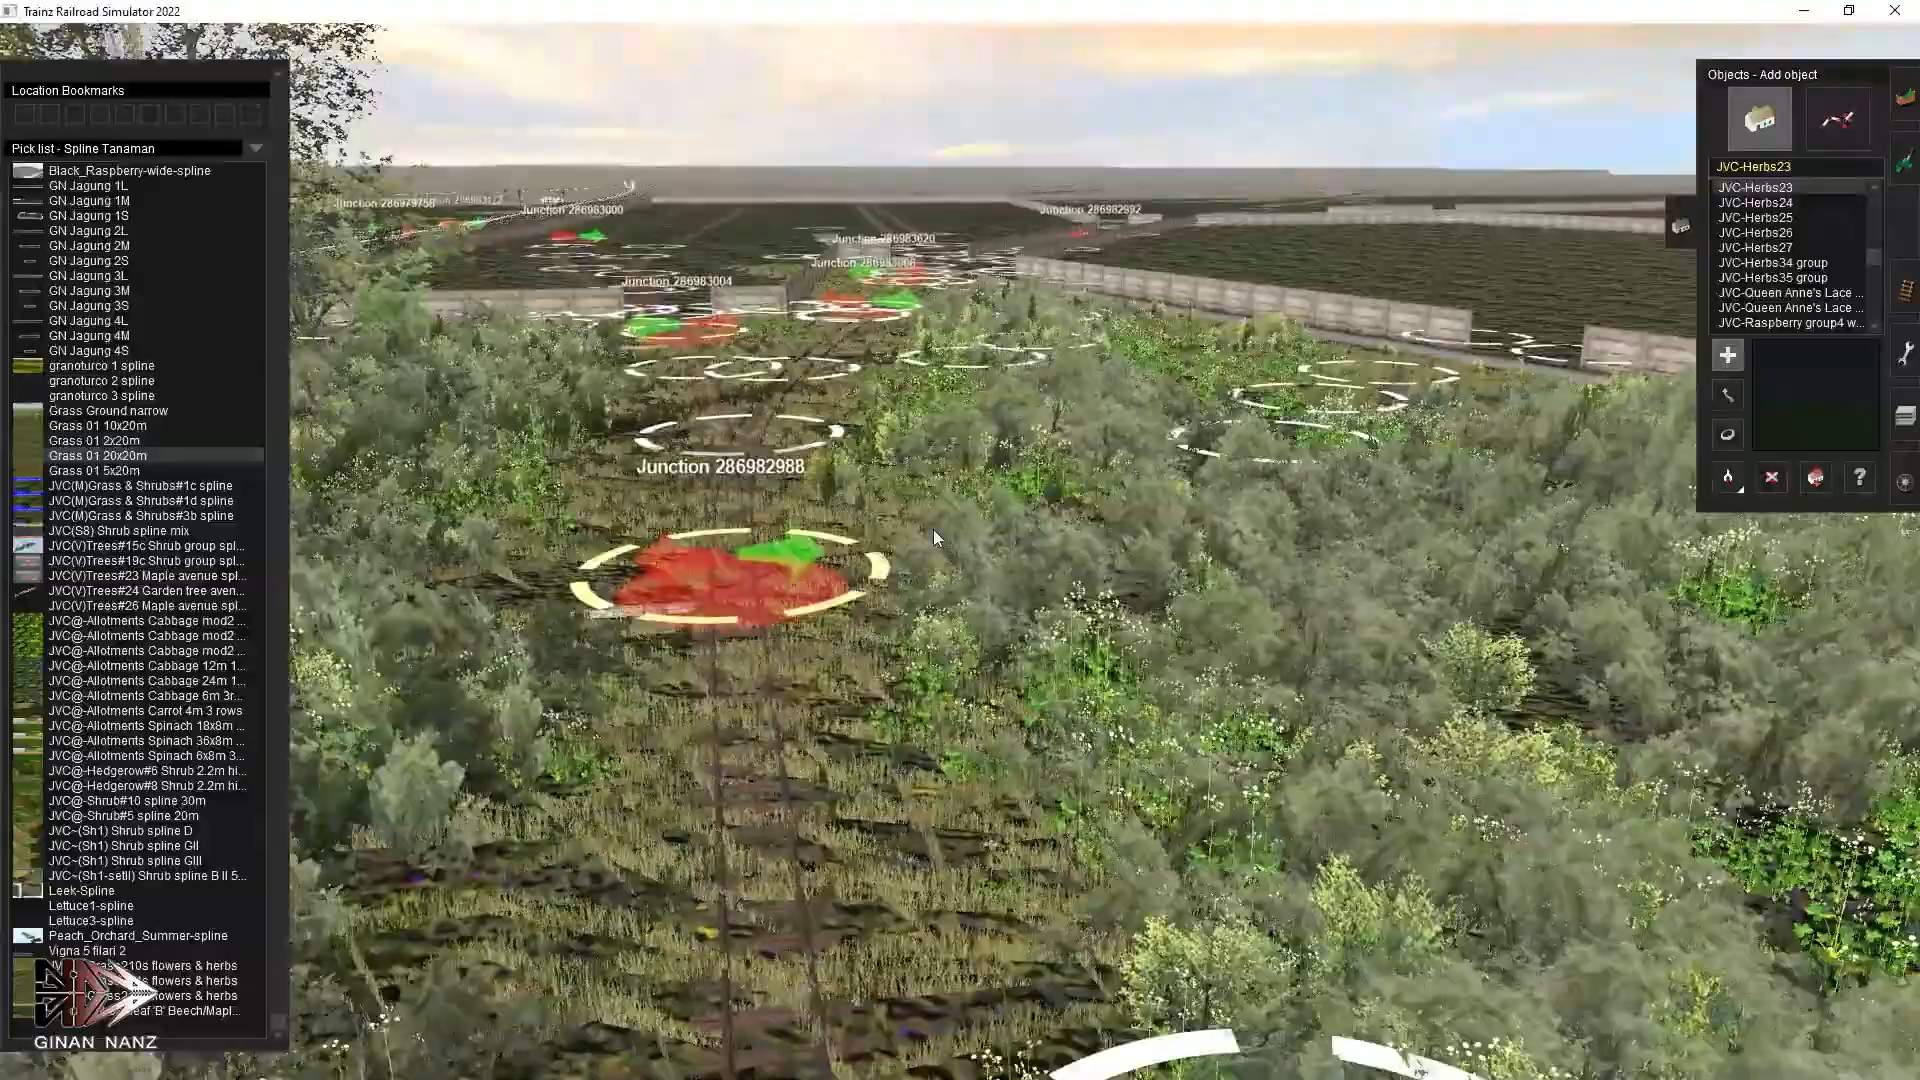 Trainz Railroad Simulator 2022
Location Bookmarks
Pick list - Spline Tanaman
Black_Raspberry-wide-spline
GN Jagung 1L
GN Jagung 1M
GN Jagung 1S
GN Jagung 2L
GN Jagung 2M
GN Jagung 2S
GN Jagung 3L
GN Jagung 3M
GN Jagung 3S
GN Jagung 4L
GN Jagung 4M
GN Jagung 4S
granoturco 1 spline
granoturco 2 spline
granoturco 3 spline
Grass Ground narrow
Grass 01 10x20m
Grass 01 2x20m
Grass 01 20x20m
Grass 01 5x20m
JVC(M)Grass & Shrubs#1c spline
JVC(M)Grass & Shrubs#1d spline
JVC(M)Grass & Shrubs#3b spline
JVC(S8) Shrub spline mix
JVC(V)Trees#15c Shrub group spl...
JVC(V)Trees#19c Shrub group spl...
JVC(V)Trees#23 Maple avenue spl...
JVC(V)Trees#24 Garden tree aven...
JVC(V)Trees#26 Maple avenue spl...
JVC@-Allotments Cabbage mod2 ...
JVC@-Allotments Cabbage mod2 ...
JVC@-Allotments Cabbage mod2 ...
JVC@-Allotments Cabbage 12m 1...
JVC@-Allotments Cabbage 24m 1...
JVC@-Allotments Cabbage 6m 3r...
JVC@-Allotments Carrot 4m 3 rows
JVC@-Allotments Spinach 18x8m ...
JVC@-Allotments Spinach 36x8m ...
JVC@-Allotments Spinach 6x8m 3...
JVC@-Hedgerow#6 Shrub 2.2m hi...
JVC@-Hedgerow#8 Shrub 2.2m hi...
JVC@-Shrub#10 spline 30m
JVC@-Shrub#5 spline 20m
JVC~(Sh1) Shrub spline D
JVC~(Sh1) Shrub spline GII
JVC~(Sh1) Shrub spline GIII
JVC~(Sh1-setII) Shrub spline B II 5...
Leek-Spline
Lettuce1-spline
Lettuce3-spline
Peach_Orchard_Summer-spline
Vigna 5 filari 2
210s flowers & herbs
flowers & herbs
flowers & herbs
'B' Beech/Mapl...
GINAN NANZ
Junction 286979758
Junction 286983000
Junction 286982992
Junction 286983620
Junction 286983004
Junction 286982988
Objects - Add object
JVC-Herbs23
JVC-Herbs23
JVC-Herbs24
JVC-Herbs25
JVC-Herbs26
JVC-Herbs27
JVC-Herbs34 group
JVC-Herbs35 group
JVC-Queen Anne's Lace ...
JVC-Queen Anne's Lace ...
JVC-Raspberry group4 w...